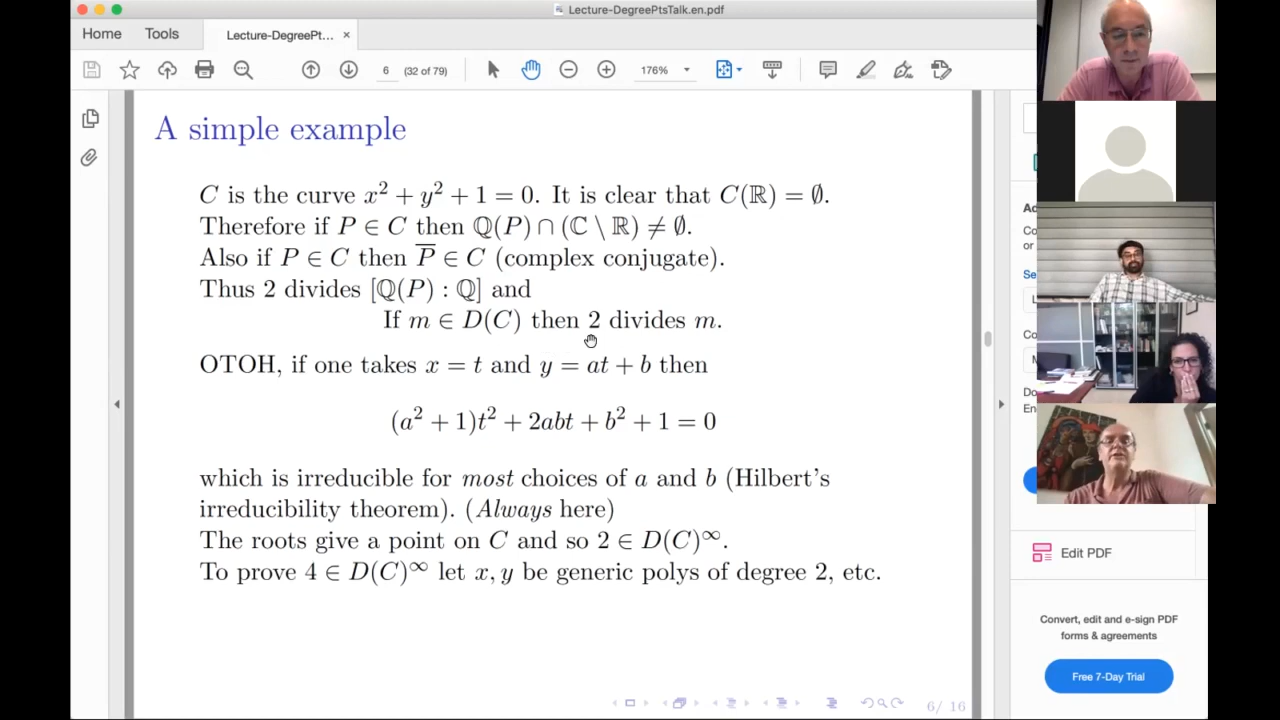 Lecture-DegreePtsTalk.en.pdf
Home Tools Lecture-DegreePt... ×
6 (32 of 79) 176%
A simple example
C is the curve x² + y² + 1 = 0. It is clear that C(ℝ) = ∅.
Therefore if P ∈ C then ℚ(P) ∩ (ℂ \ ℝ) ≠ ∅.
Also if P ∈ C then P̅ ∈ C (complex conjugate).
Thus 2 divides [ℚ(P) : ℚ] and
If m ∈ D(C) then 2 divides m.
OTOH, if one takes x = t and y = at + b then
(a² + 1)t² + 2abt + b² + 1 = 0
which is irreducible for most choices of a and b (Hilbert's
irreducibility theorem). (Always here)
The roots give a point on C and so 2 ∈ D(C)^∞.
To prove 4 ∈ D(C)^∞ let x, y be generic polys of degree 2, etc.
6/ 16
Edit PDF
Convert, edit and e-sign PDF
forms & agreements
Free 7-Day Trial